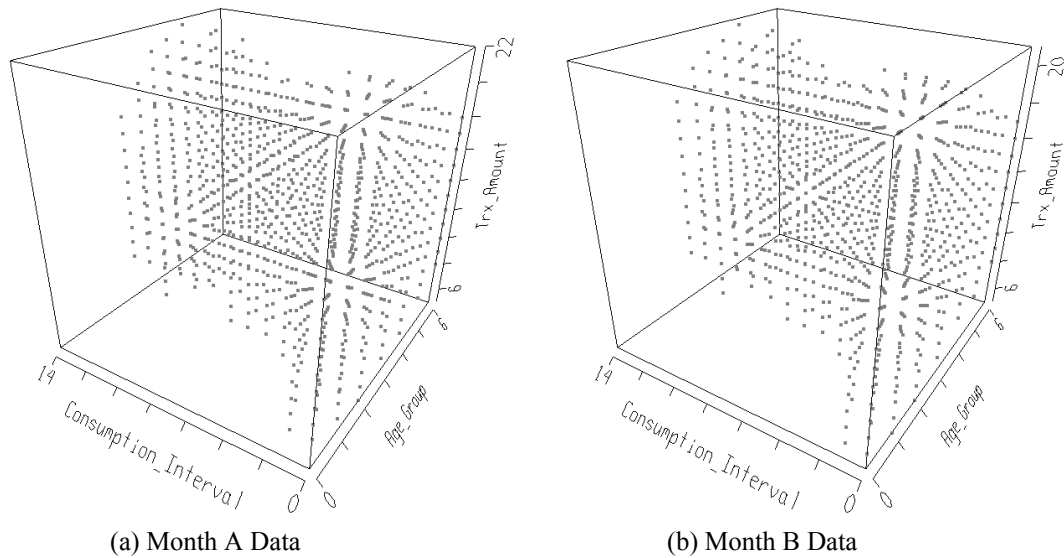 22
Trx_Amount
6
6
Age_Group
0
14
Consumption_Interval
0
(a) Month A Data
20
Trx_Amount
6
6
Age_Group
0
14
Consumption_Interval
0
(b) Month B Data